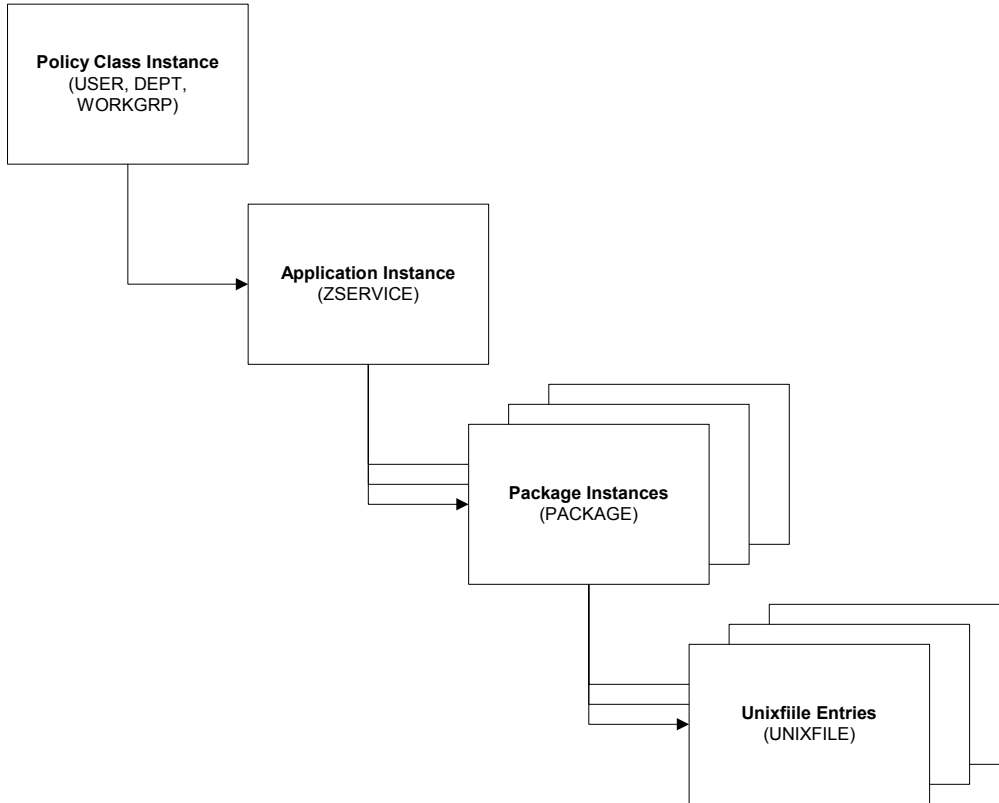 Policy Class Instance
(USER, DEPT,
WORKGRP)
Application Instance
(ZSERVICE)
Package Instances
(PACKAGE)
Unixfiile Entries
(UNIXFILE)